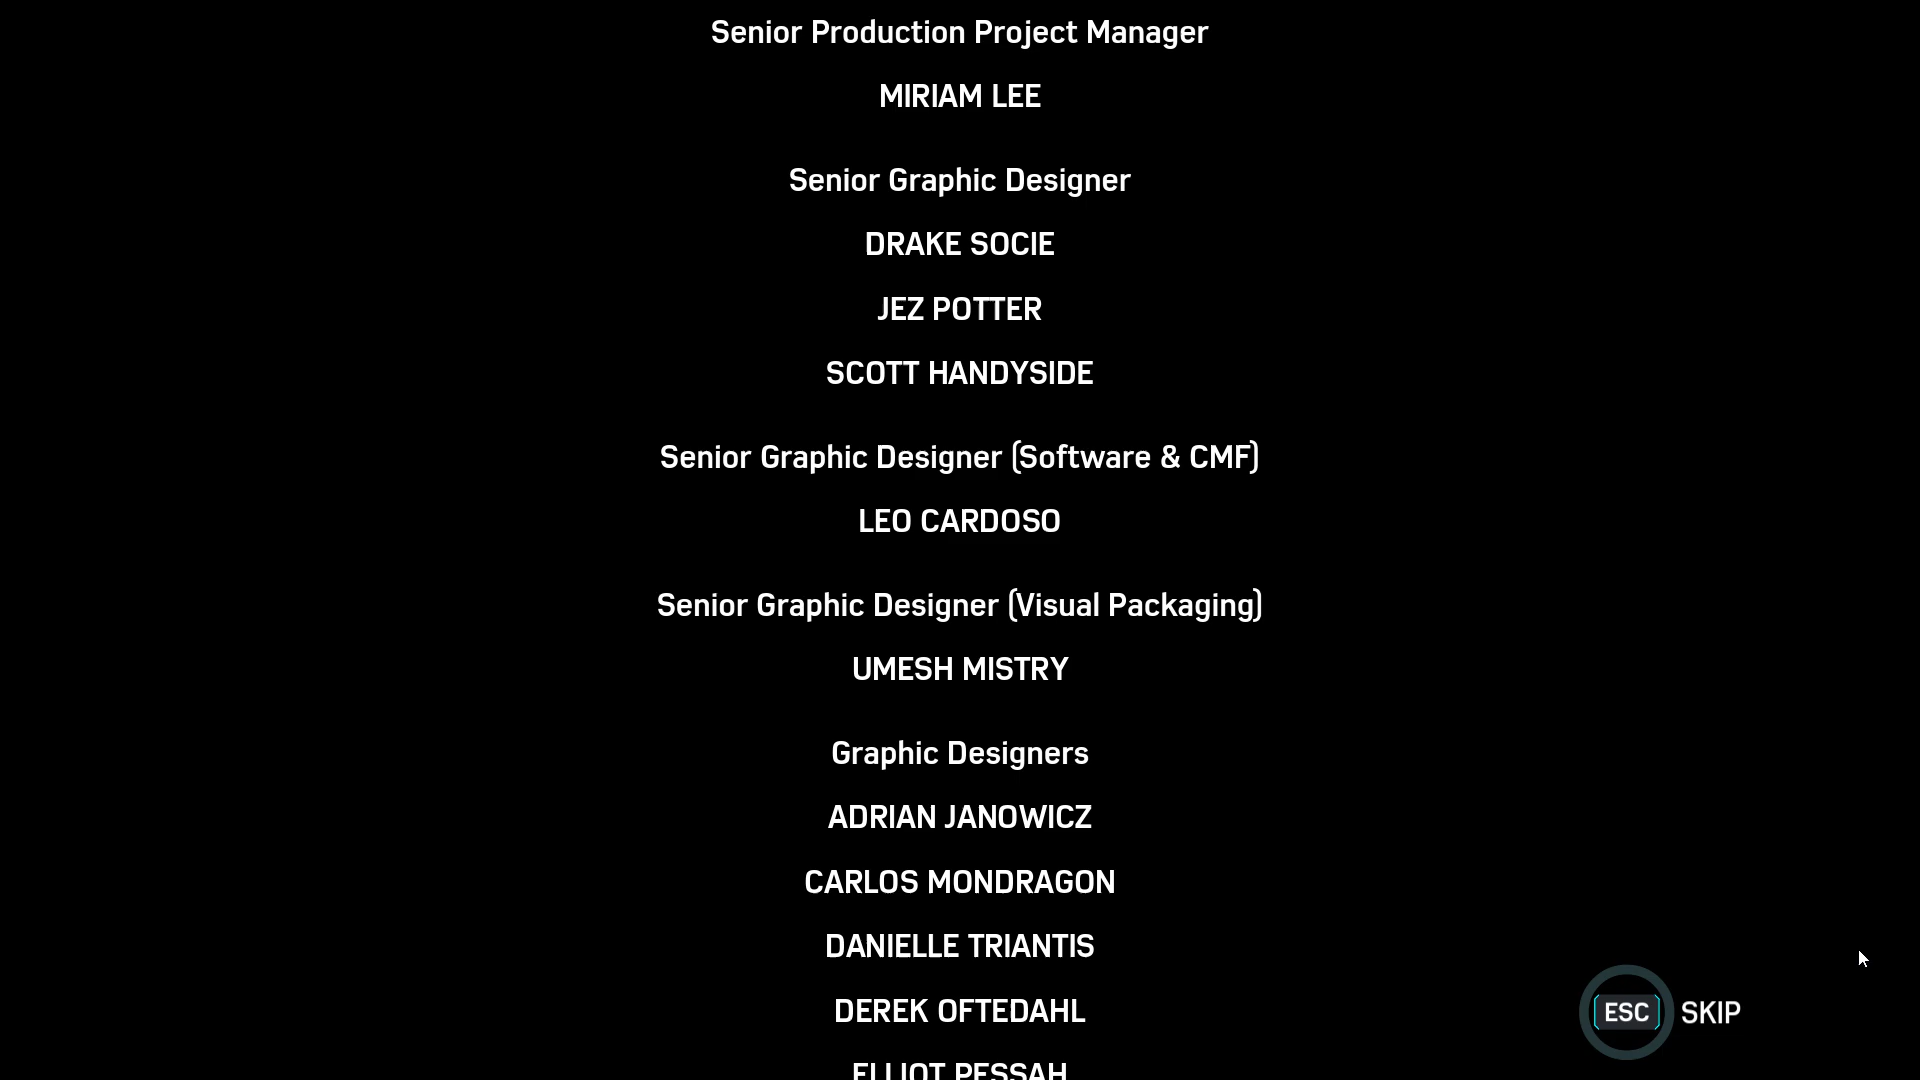 Senior Production Project Manager
MIRIAM LEE
Senior Graphic Designer
DRAKE SOCIE
JEZ POTTER
SCOTT HANDYSIDE
Senior Graphic Designer (Software & CMF)
LEO CARDOSO
Senior Graphic Designer (Visual Packaging)
UMESH MISTRY
Graphic Designers
ADRIAN JANOWICZ
CARLOS MONDRAGON
DANIELLE TRIANTIS
DEREK OFTEDAHL
ELLIOT PESSAH
ESC SKIP